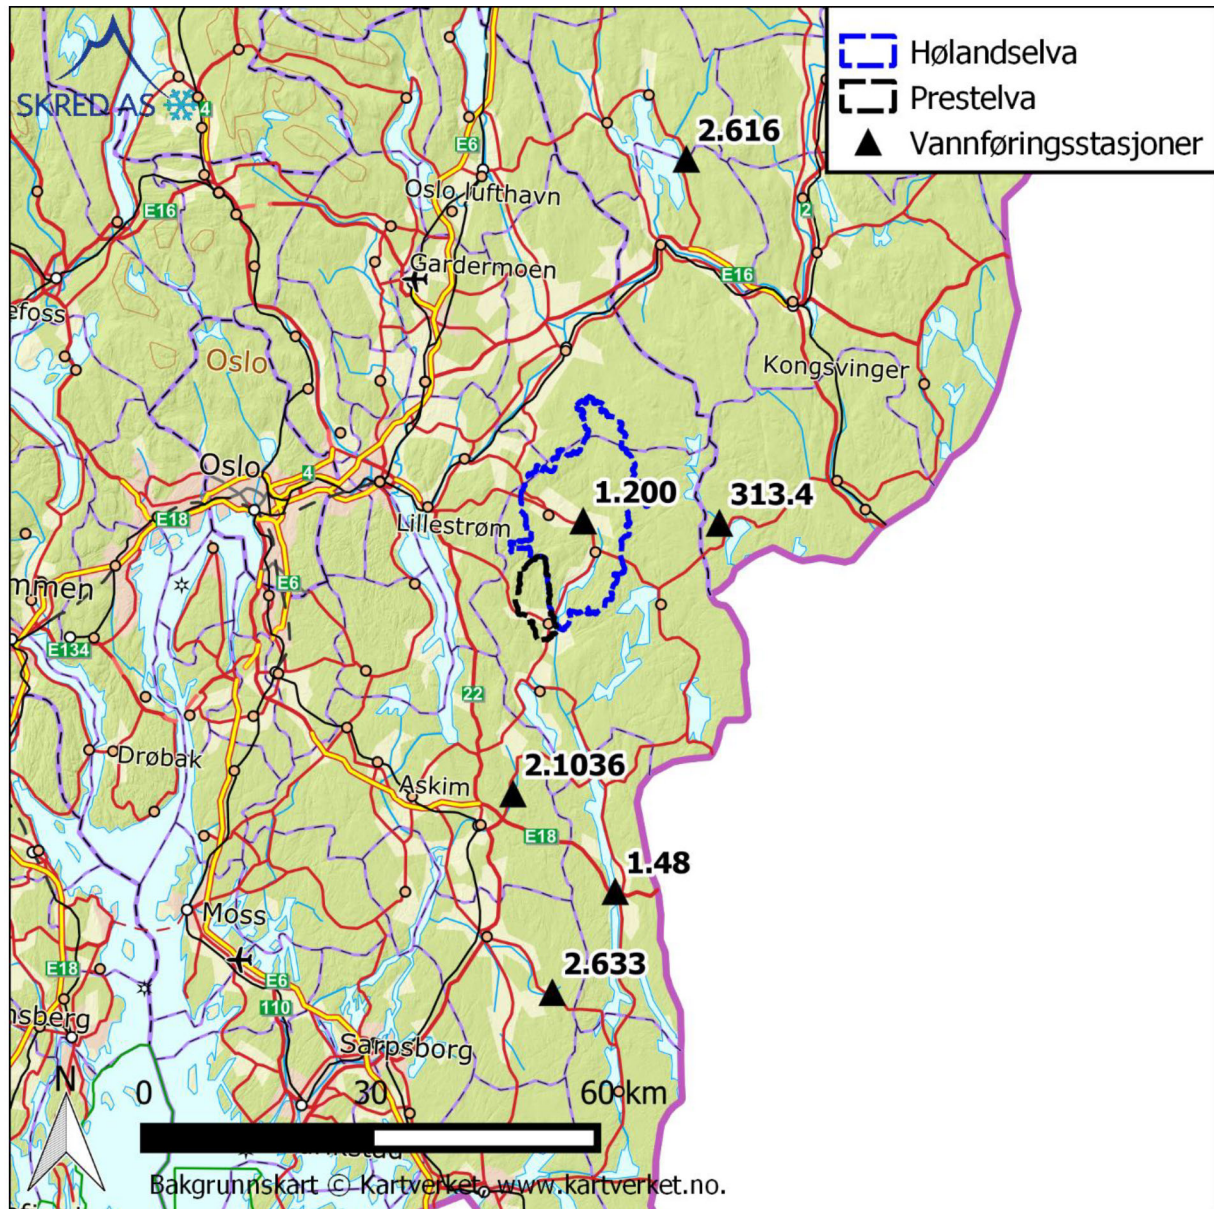 SKRED AS
Hølandselva
Prestelva
Vannføringsstasjoner
4
E6
2.616
Oslo lufthavn
E16
2
Gardermoen
E16
efoss
Oslo
Kongsvinger
Oslo
4
1.200
313.4
E18
Lillestrøm
mmen
E6
E134
22
Drøbak
2.1036
Askim
E18
1.48
Moss
2.633
E18
E6
110
nsberg
Sarpsborg
N
0 30 60 km
Bakgrunnskart © Kartverket, www.kartverket.no.